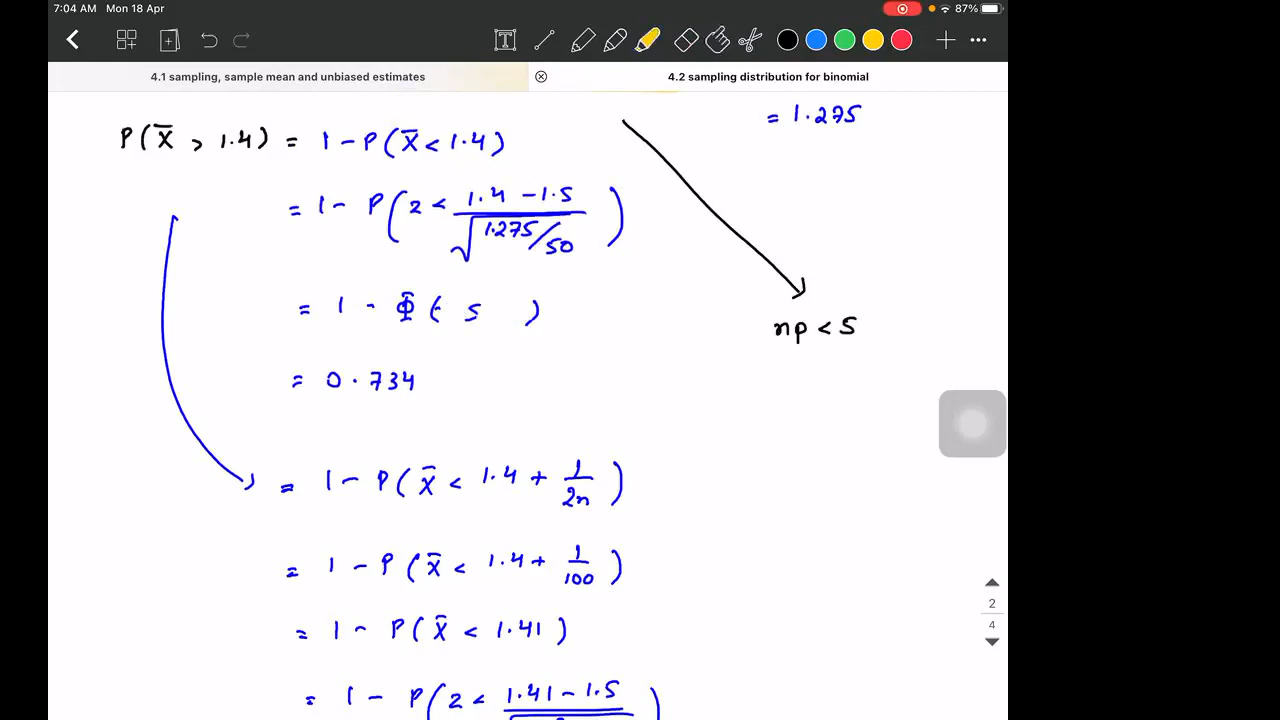 7:04 AM Mon 18 Apr
87%
4.1 sampling, sample mean and unbiased estimates
4.2 sampling distribution for binomial
= 1.275
P(X̄ > 1.4) = 1 - P(X̄ < 1.4)
= 1 - P(Z < (1.4 - 1.5)/√(1.275/50))
= 1 - Φ(- 5 )
np < 5
= 0.734
= 1 - P(X̄ < 1.4 + 1/2n)
= 1 - P(X̄ < 1.4 + 1/100)
2
4
= 1 - P(X̄ < 1.41)
= 1 - P(Z < 1.41 - 1.5)